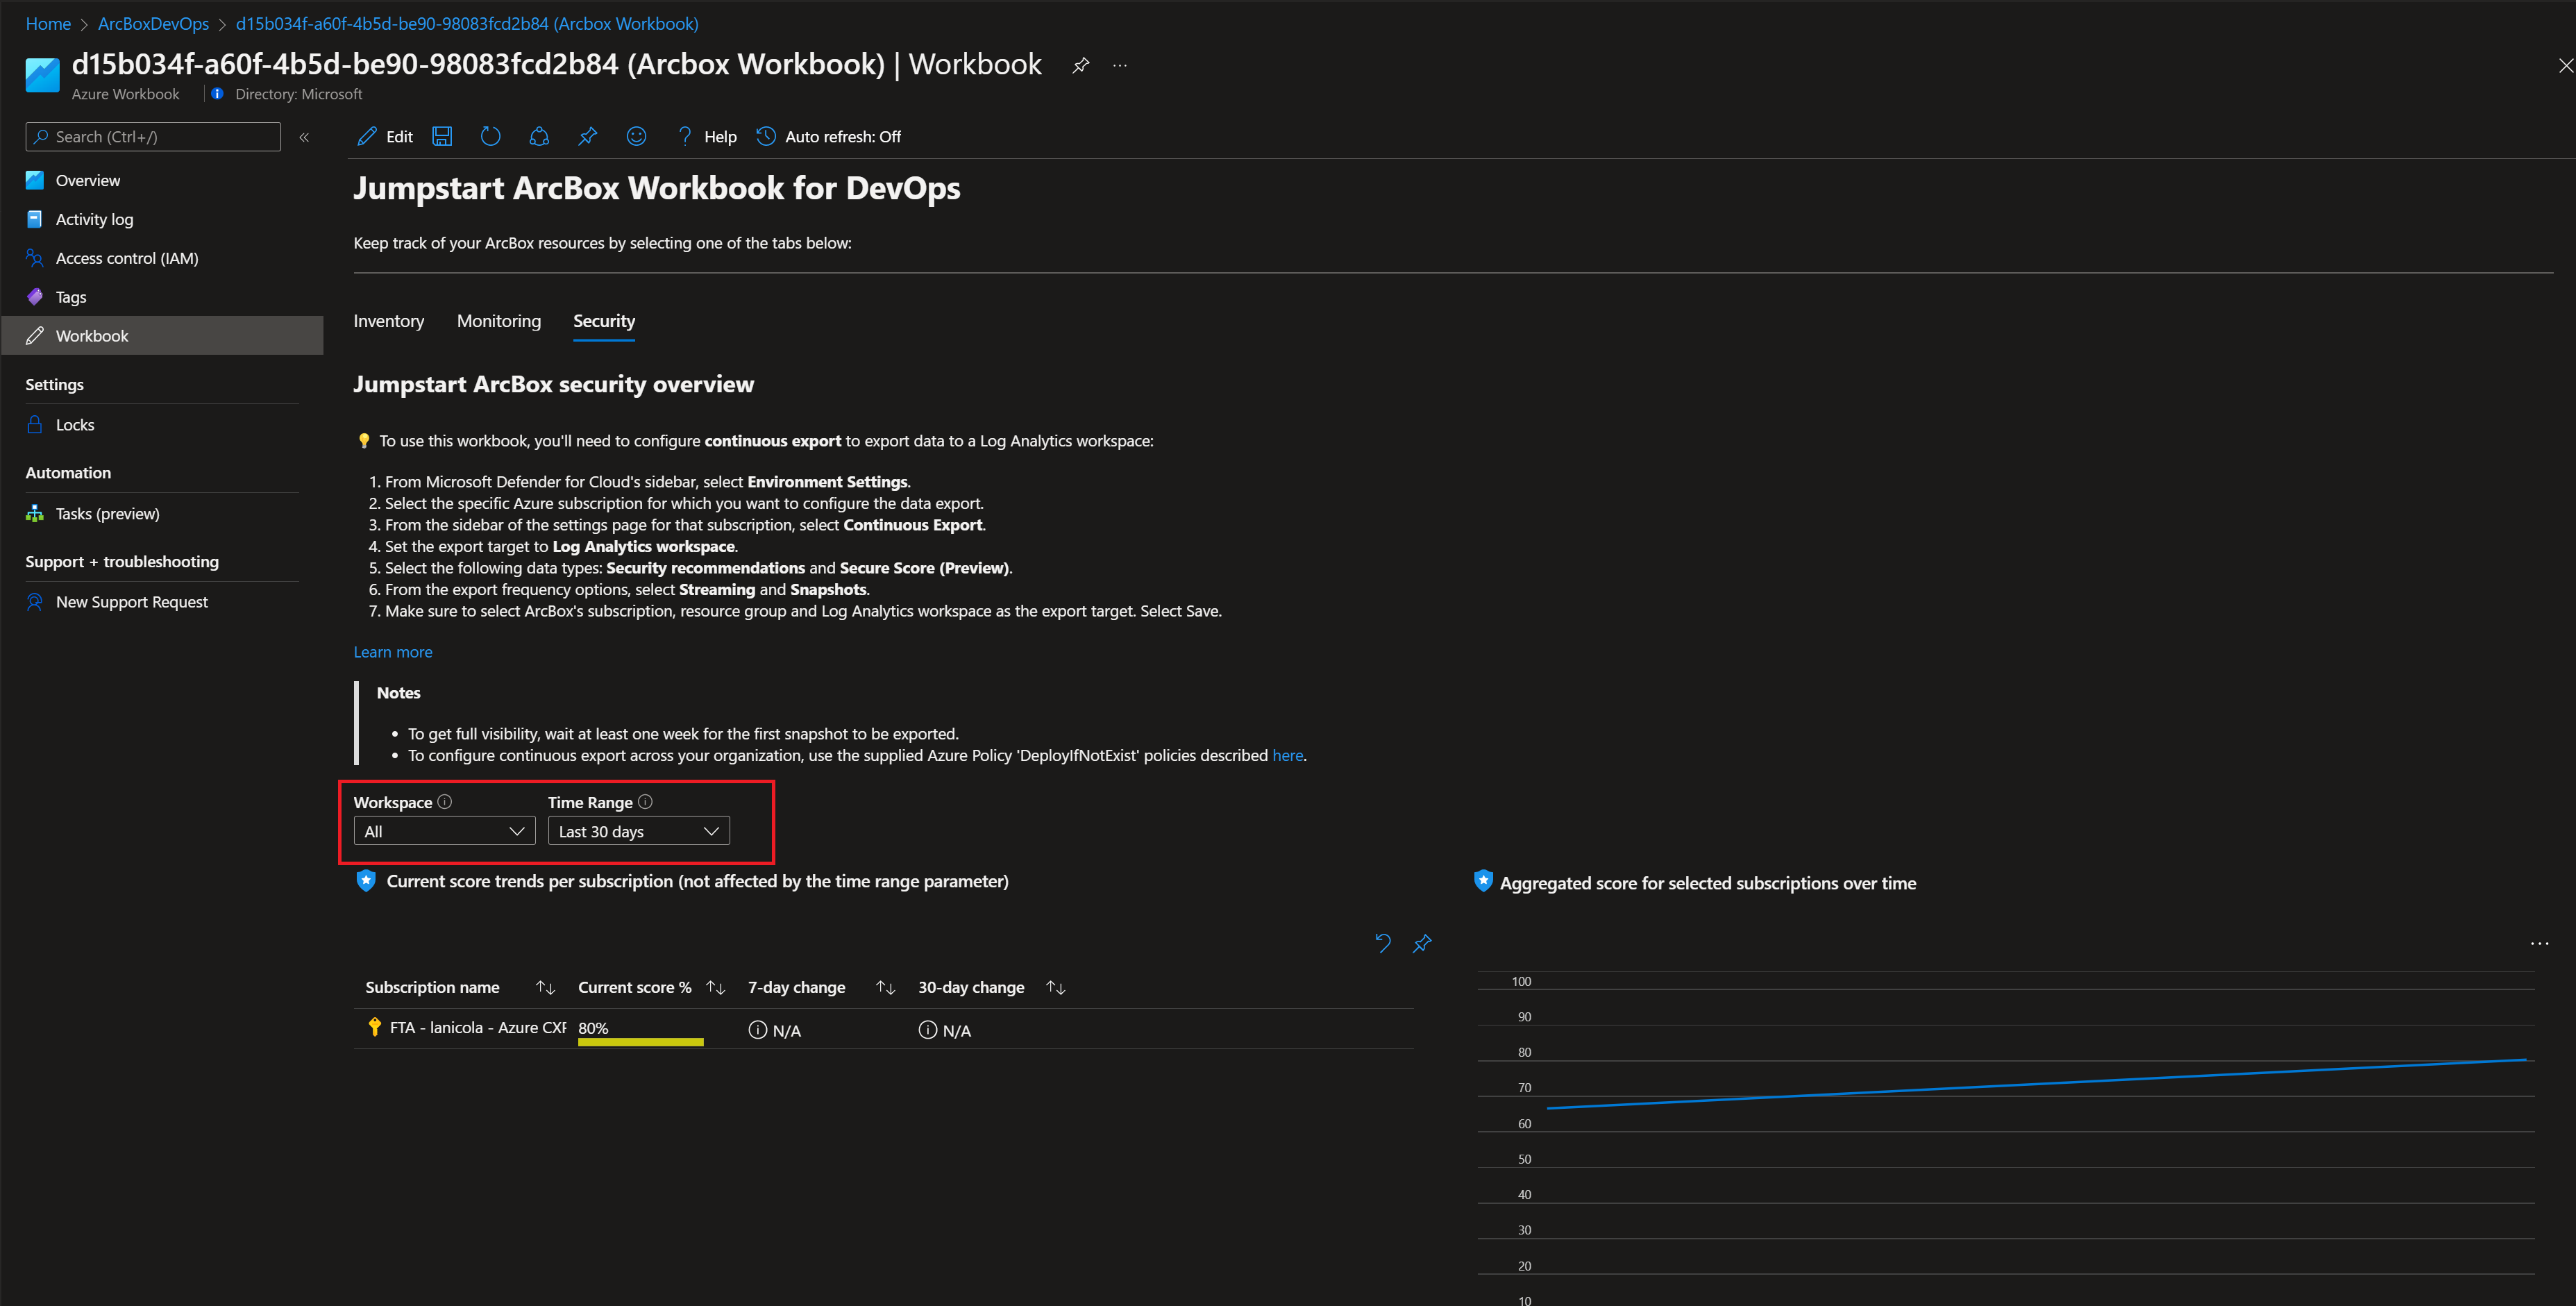 Home > ArcBoxDevOps > d15b034f-a60f-4b5d-be90-98083fcd2b84 (Arcbox Workbook)
d15b034f-a60f-4b5d-be90-98083fcd2b84 (Arcbox Workbook) | Workbook
Azure Workbook | Directory: Microsoft
Search (Ctrl+/)
Overview
Activity log
Access control (IAM)
Tags
Workbook
Settings
Locks
Automation
Tasks (preview)
Support + troubleshooting
New Support Request
Edit Help Auto refresh: Off
Jumpstart ArcBox Workbook for DevOps
Keep track of your ArcBox resources by selecting one of the tabs below:
Inventory Monitoring Security
Jumpstart ArcBox security overview
To use this workbook, you'll need to configure continuous export to export data to a Log Analytics workspace:
1. From Microsoft Defender for Cloud's sidebar, select Environment Settings.
2. Select the specific Azure subscription for which you want to configure the data export.
3. From the sidebar of the settings page for that subscription, select Continuous Export.
4. Set the export target to Log Analytics workspace.
5. Select the following data types: Security recommendations and Secure Score (Preview).
6. From the export frequency options, select Streaming and Snapshots.
7. Make sure to select ArcBox's subscription, resource group and Log Analytics workspace as the export target. Select Save.
Learn more
Notes
• To get full visibility, wait at least one week for the first snapshot to be exported.
• To configure continuous export across your organization, use the supplied Azure Policy 'DeployIfNotExist' policies described here.
Workspace Time Range
All Last 30 days
Current score trends per subscription (not affected by the time range parameter)
Subscription name Current score % 7-day change 30-day change
FTA - lanicola - Azure 80% N/A N/A
Aggregated score for selected subscriptions over time
100
90
80
70
60
50
40
30
20
10